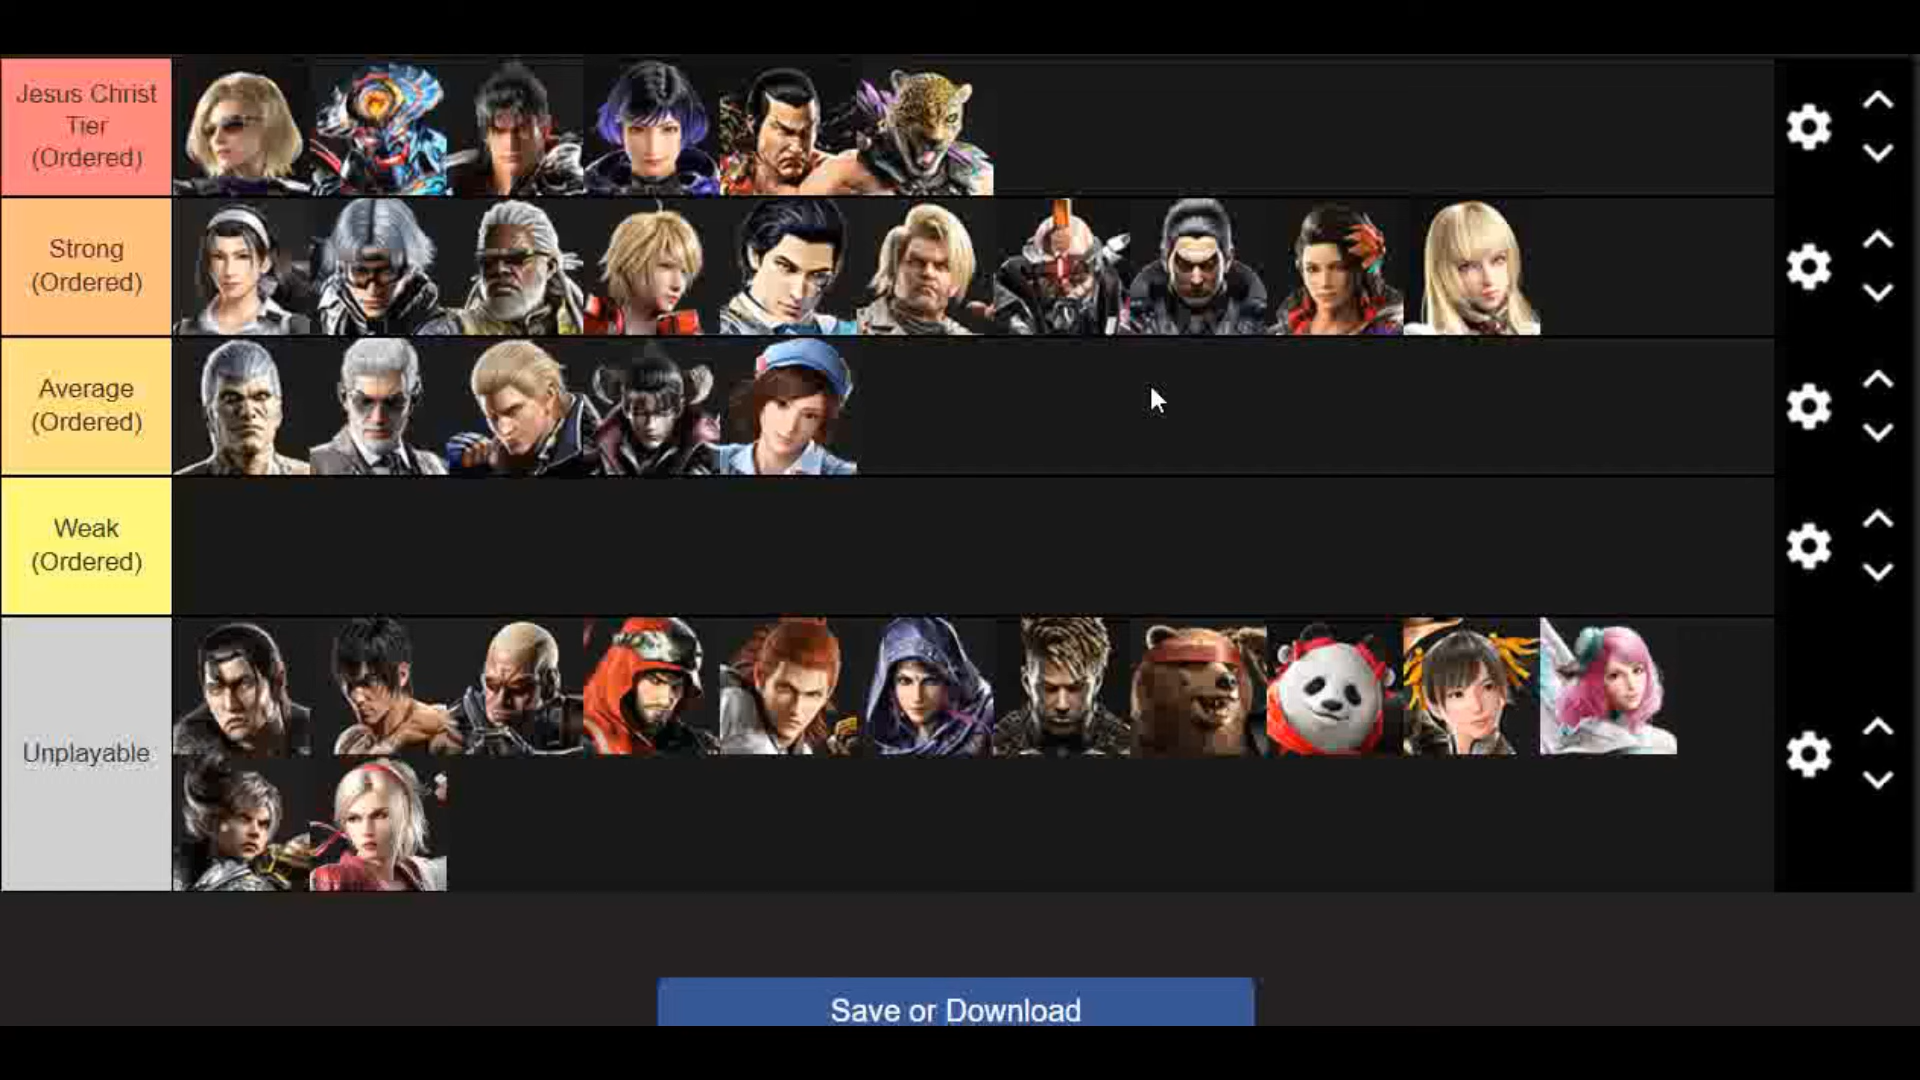 Jesus Christ
Tier
(Ordered)
Strong
(Ordered)
Average
(Ordered)
Weak
(Ordered)
Unplayable
Save or Download